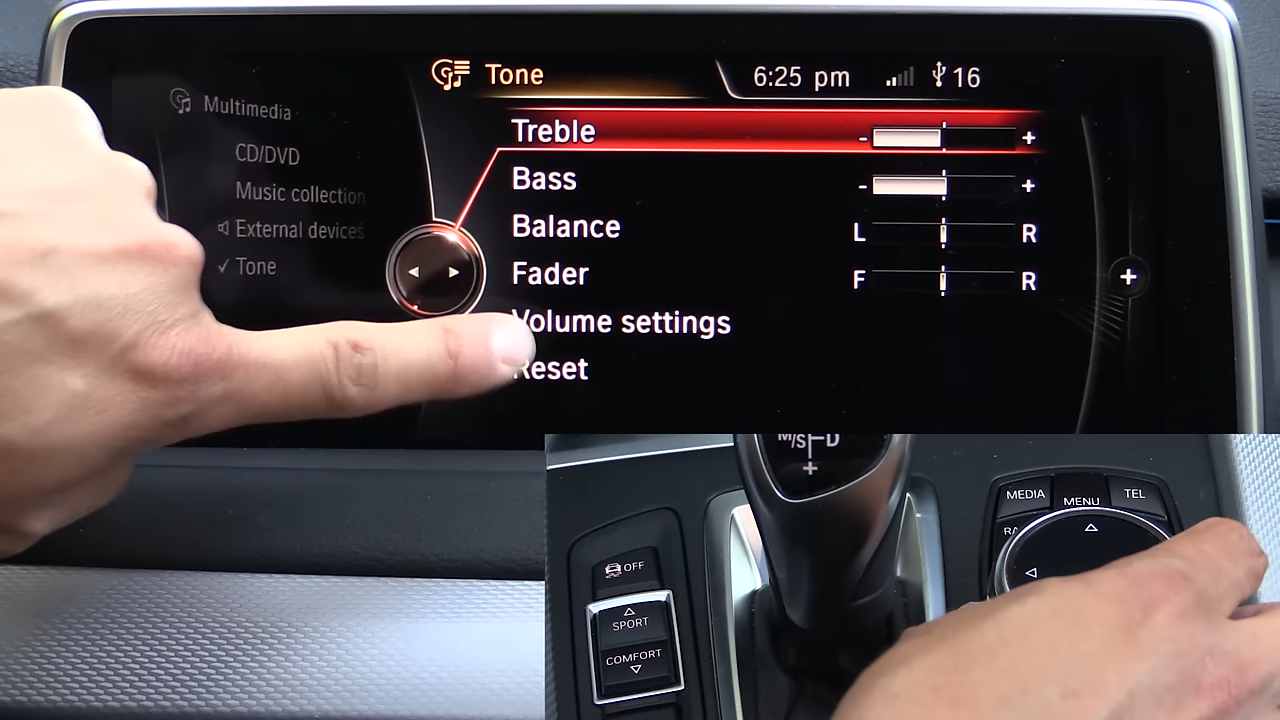 Tone
6:25 pm
16
Multimedia
CD/DVD
Music collection
External devices
✓ Tone
Treble
- +
Bass
- +
Balance
L R
Fader
F R
Volume settings
Reset
+
M/S D
+
OFF
SPORT
COMFORT
MEDIA
MENU
TEL
RA